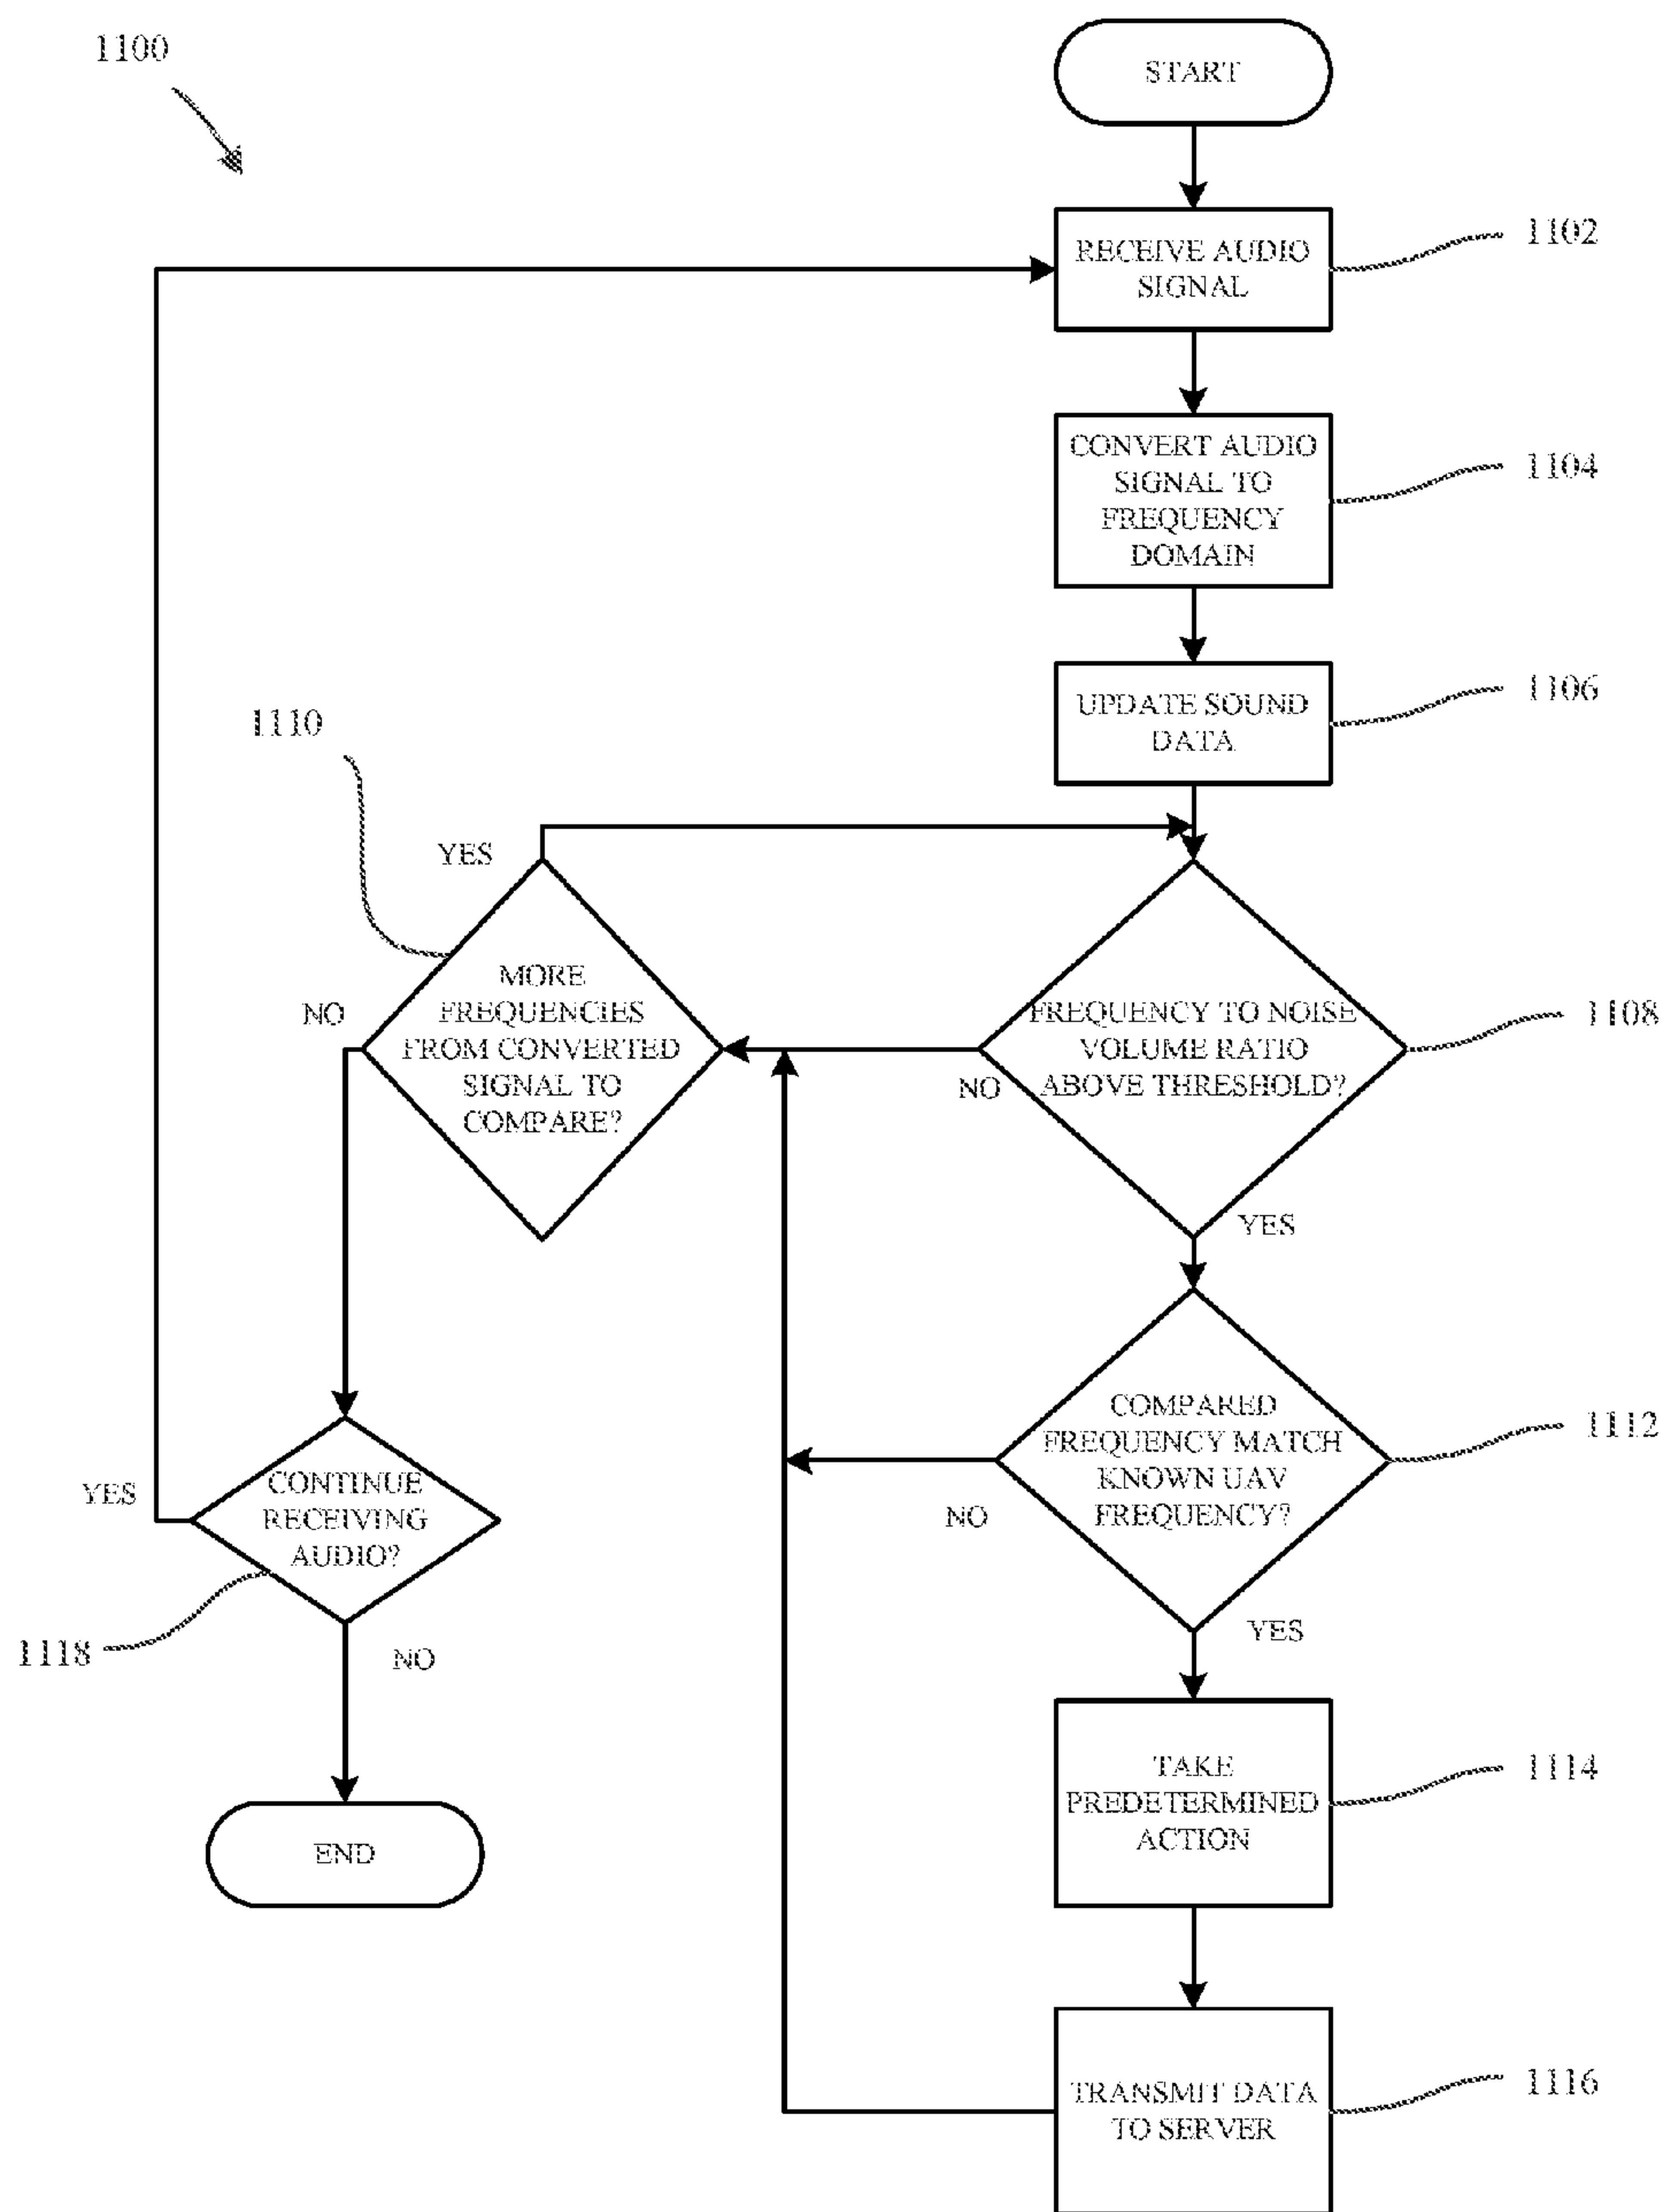 1100
START
RECEIVE AUDIO
SIGNAL
1102
CONVERT AUDIO
SIGNAL TO
FREQUENCY
DOMAIN
1104
UPDATE SOUND
DATA
1106
1110
YES
MORE
FREQUENCIES
FROM CONVERTED
SIGNAL TO
COMPARE?
NO
FREQUENCY TO NOISE
VOLUME RATIO
ABOVE THRESHOLD?
1108
NO
YES
COMPARED
FREQUENCY MATCH
KNOWN UAV
FREQUENCY?
1112
NO
YES
YES
CONTINUE
RECEIVING
AUDIO?
1118
NO
TAKE
PREDETERMINED
ACTION
1114
END
TRANSMIT DATA
TO SERVER
1116